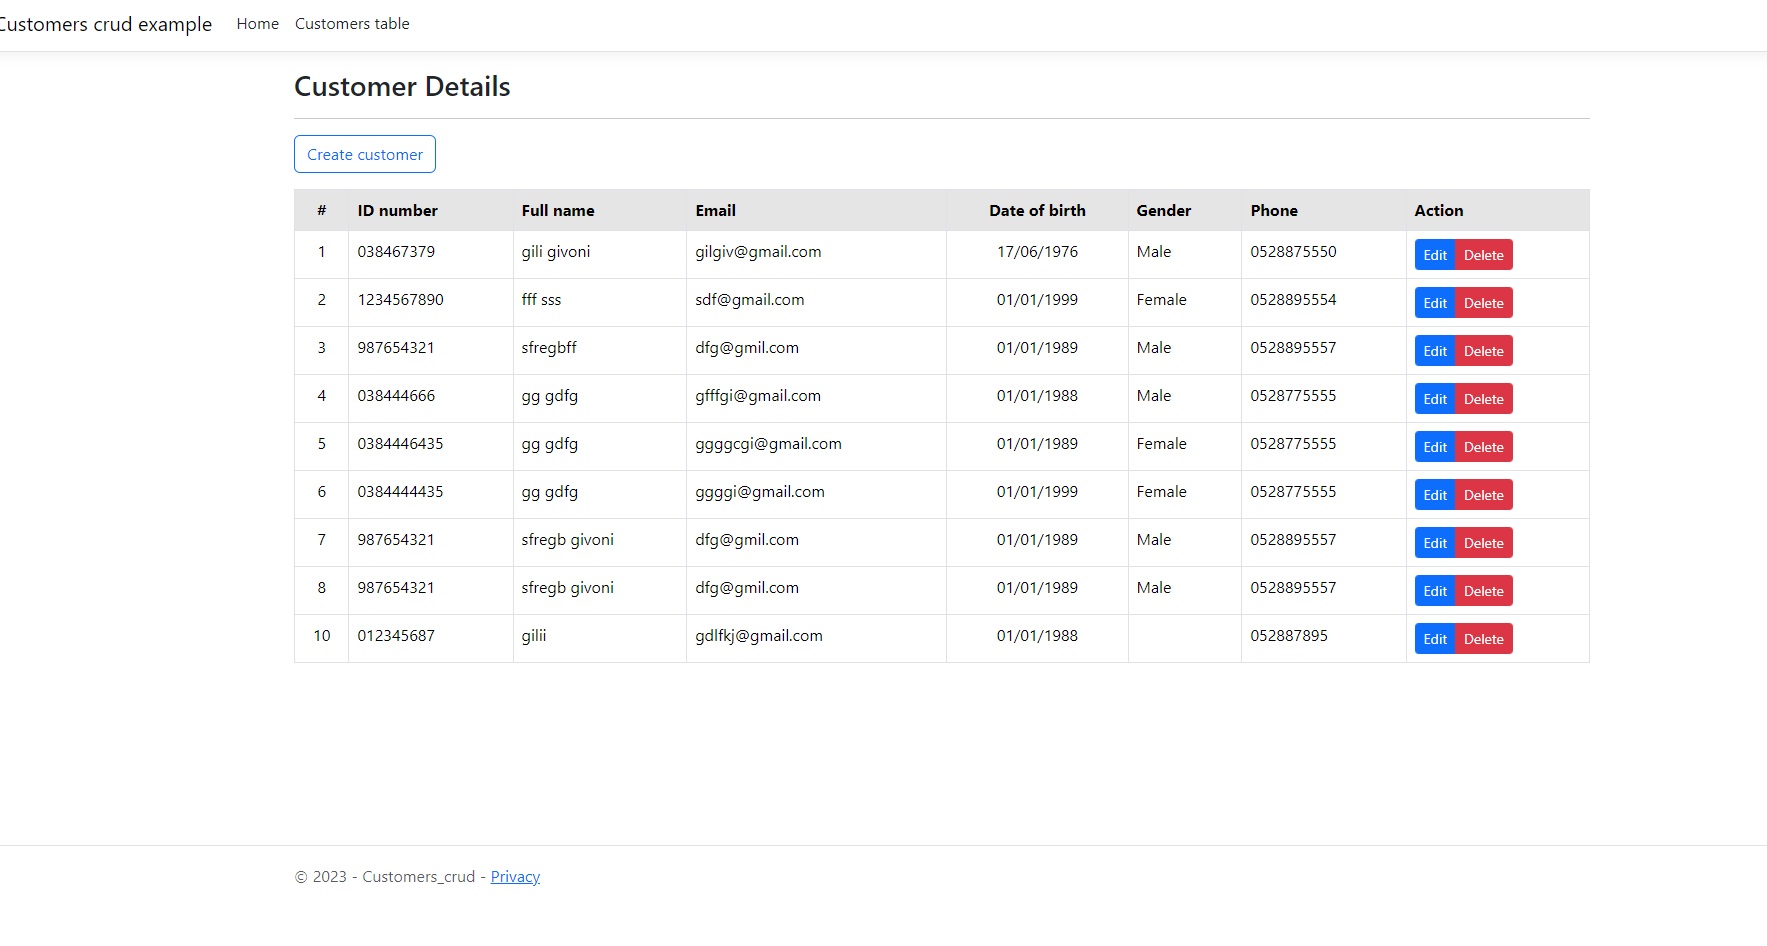 Customers crud example Home Customers table
Customer Details
Create customer
# ID number Full name Email Date of birth Gender Phone Action
1 038467379 gili givoni gilgiv@gmail.com 17/06/1976 Male 0528875550 Edit Delete
2 1234567890 fff sss sdf@gmail.com 01/01/1999 Female 0528895554 Edit Delete
3 987654321 sfregbff dfg@gmil.com 01/01/1989 Male 0528895557 Edit Delete
4 038444666 gg gdfg gfffgi@gmail.com 01/01/1988 Male 0528775555 Edit Delete
5 0384446435 gg gdfg ggggcgi@gmail.com 01/01/1989 Female 0528775555 Edit Delete
6 0384444435 gg gdfg ggggi@gmail.com 01/01/1999 Female 0528775555 Edit Delete
7 987654321 sfregb givoni dfg@gmil.com 01/01/1989 Male 0528895557 Edit Delete
8 987654321 sfregb givoni dfg@gmil.com 01/01/1989 Male 0528895557 Edit Delete
10 012345687 gilii gdlfkj@gmail.com 01/01/1988 052887895 Edit Delete
© 2023 - Customers_crud - Privacy